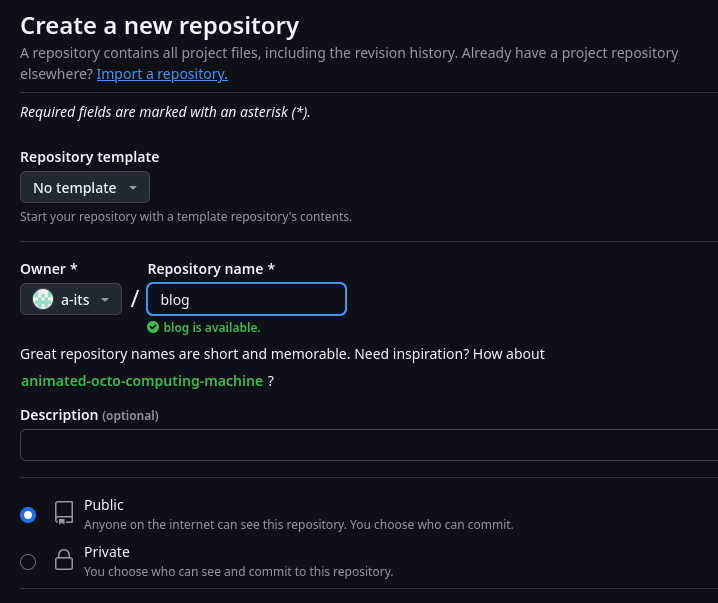 Create a new repository
A repository contains all project files, including the revision history. Already have a project repository
elsewhere? Import a repository.
Required fields are marked with an asterisk (*).
Repository template
No template
Start your repository with a template repository's contents.
Owner * Repository name *
a-its / blog
blog is available.
Great repository names are short and memorable. Need inspiration? How about
animated-octo-computing-machine ?
Description (optional)
Public
Anyone on the internet can see this repository. You choose who can commit.
Private
You choose who can see and commit to this repository.